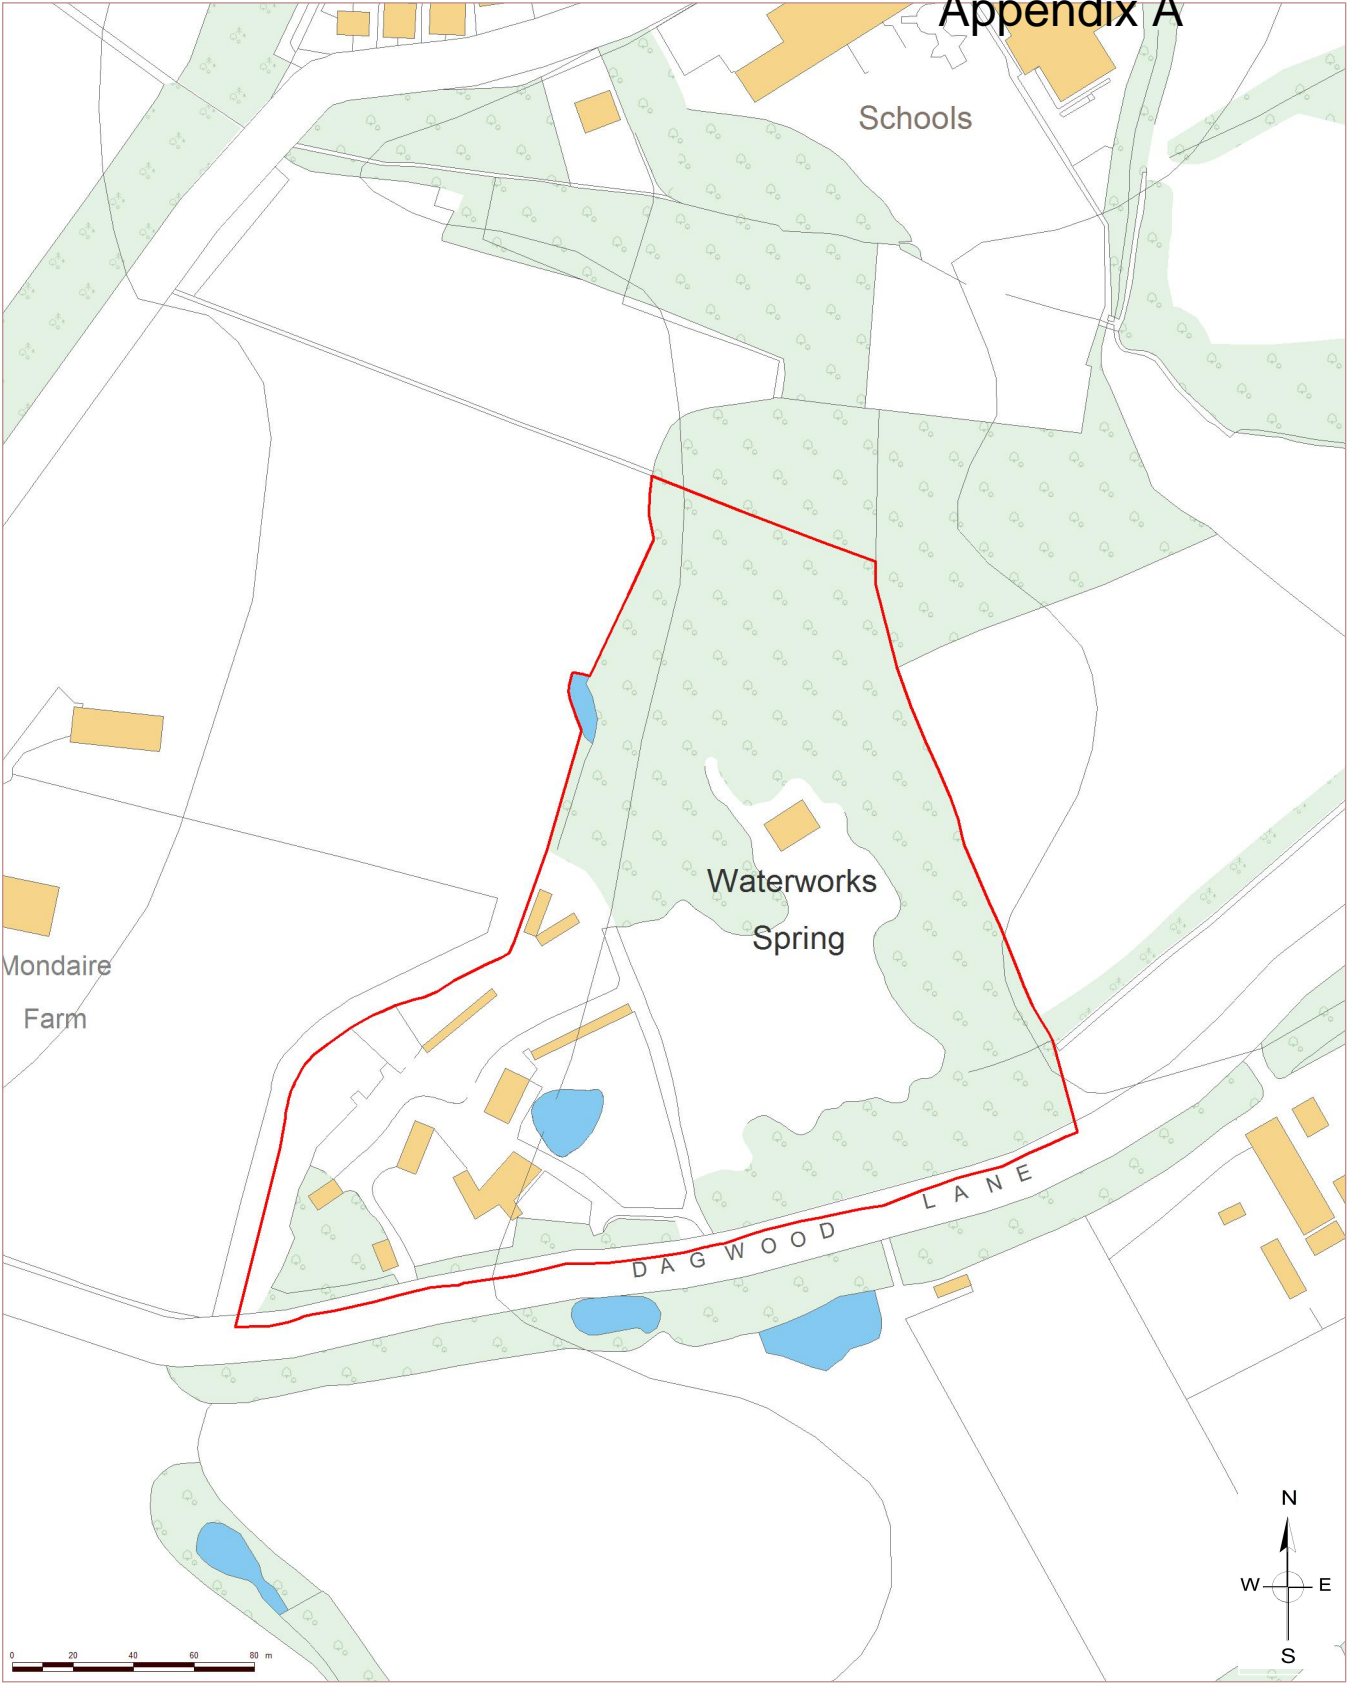 Appendix A
Schools
Waterworks
Spring
Mondaire
Farm
DAGWOOD LANE
N
W E
S
0 20 40 60 80 m